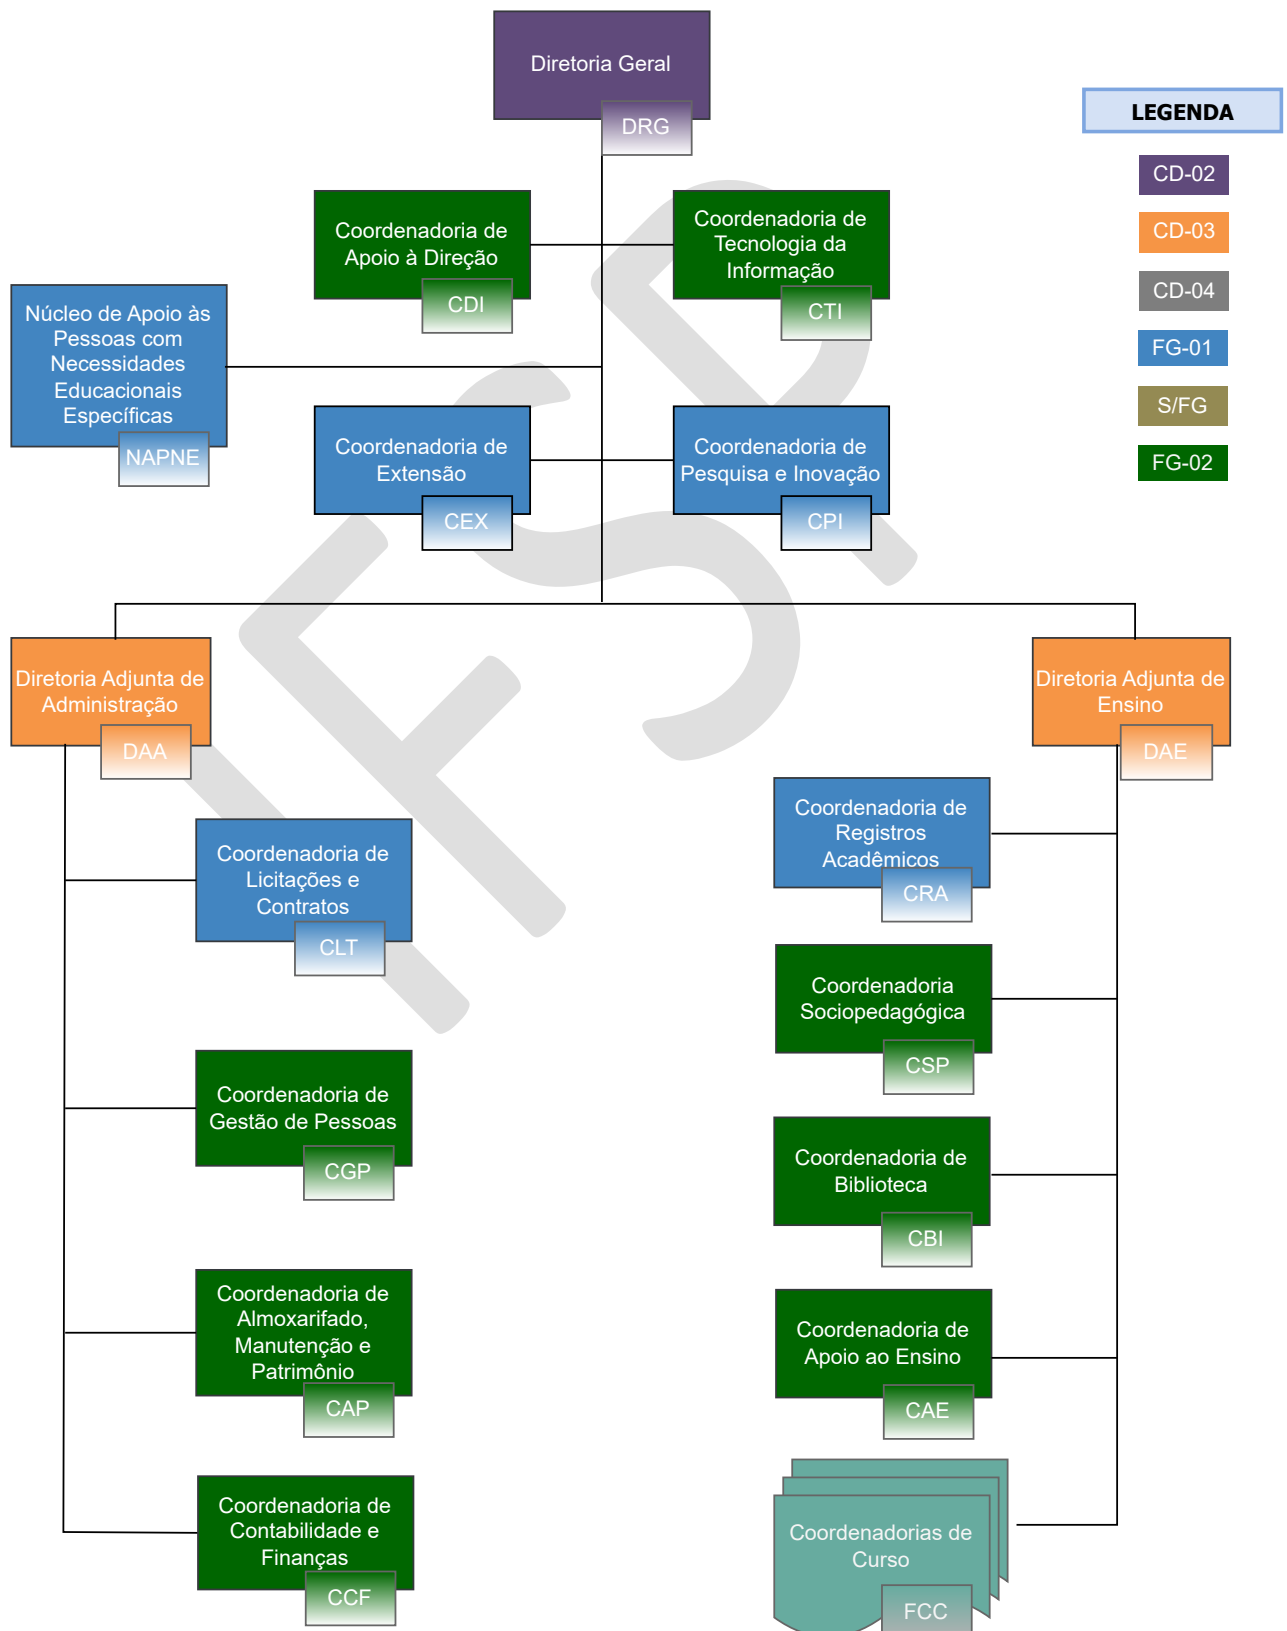 Diretoria Geral
DRG
LEGENDA
CD-02
CD-03
CD-04
FG-01
S/FG
FG-02
Coordenadoria de
Apoio à Direção
CDI
Coordenadoria de
Tecnologia da
Informação
CTI
Núcleo de Apoio às
Pessoas com
Necessidades
Educacionais
Específicas
NAPNE
Coordenadoria de
Extensão
CEX
Coordenadoria de
Pesquisa e Inovação
CPI
IFSP
Diretoria Adjunta de
Administração
DAA
Diretoria Adjunta de
Ensino
DAE
Coordenadoria de
Licitações e
Contratos
CLT
Coordenadoria de
Gestão de Pessoas
CGP
Coordenadoria de
Almoxarifado,
Manutenção e
Patrimônio
CAP
Coordenadoria de
Contabilidade e
Finanças
CCF
Coordenadoria de
Registros
Acadêmicos
CRA
Coordenadoria
Sociopedagógica
CSP
Coordenadoria de
Biblioteca
CBI
Coordenadoria de
Apoio ao Ensino
CAE
Coordenadorias de
Curso
FCC